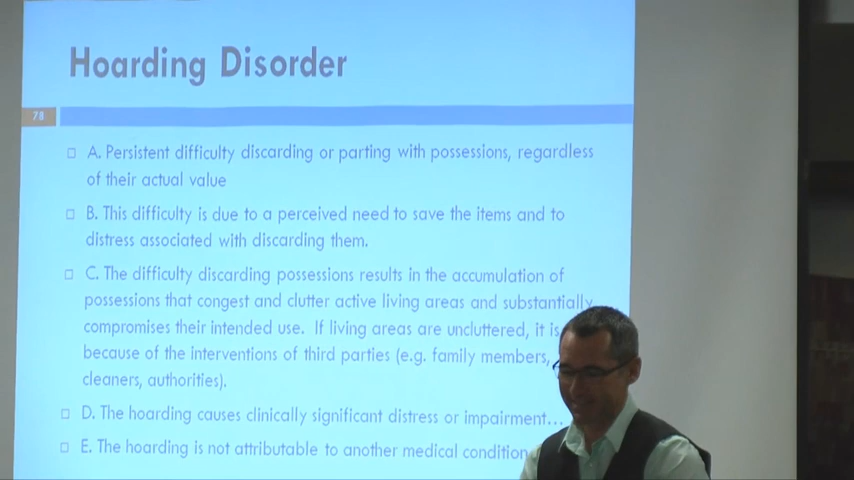 Hoarding Disorder
78
A. Persistent difficulty discarding or parting with possessions, regardless
of their actual value
B. This difficulty is due to a perceived need to save the items and to
distress associated with discarding them.
C. The difficulty discarding possessions results in the accumulation of
possessions that congest and clutter active living areas and substantially
compromises their intended use. If living areas are uncluttered, it is
because of the interventions of third parties (e.g. family members,
cleaners, authorities).
D. The hoarding causes clinically significant distress or impairment...
E. The hoarding is not attributable to another medical condition